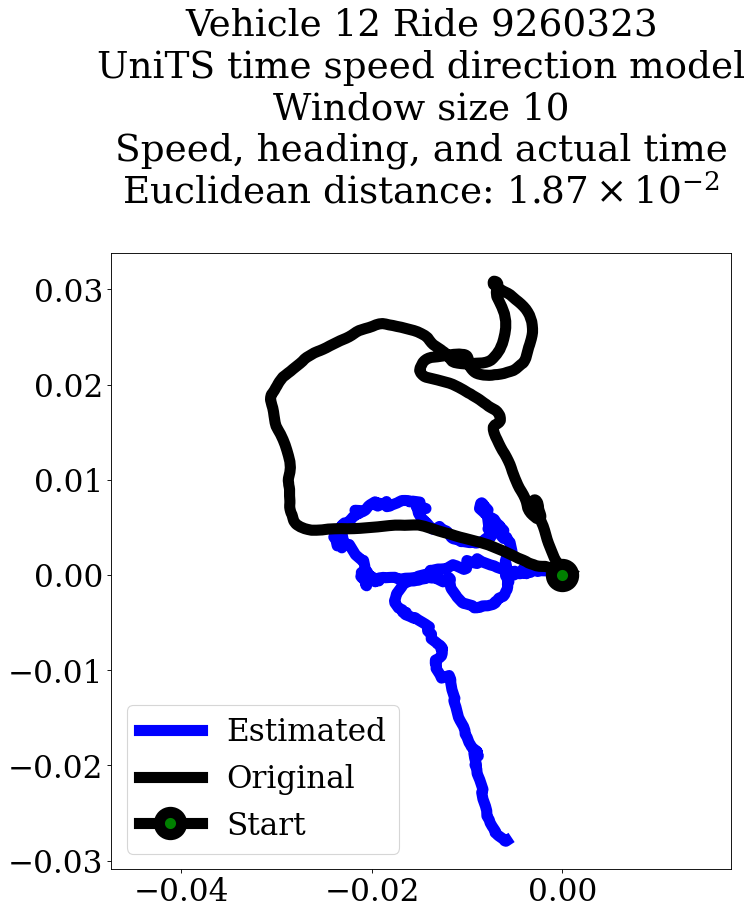 Vehicle 12 Ride 9260323
UniTS time speed direction model
Window size 10
Speed, heading, and actual time
Euclidean distance: 1.87 × 10⁻²
0.03
0.02
0.01
0.00
−0.01
−0.02
−0.03
Estimated
Original
Start
−0.04 −0.02 0.00